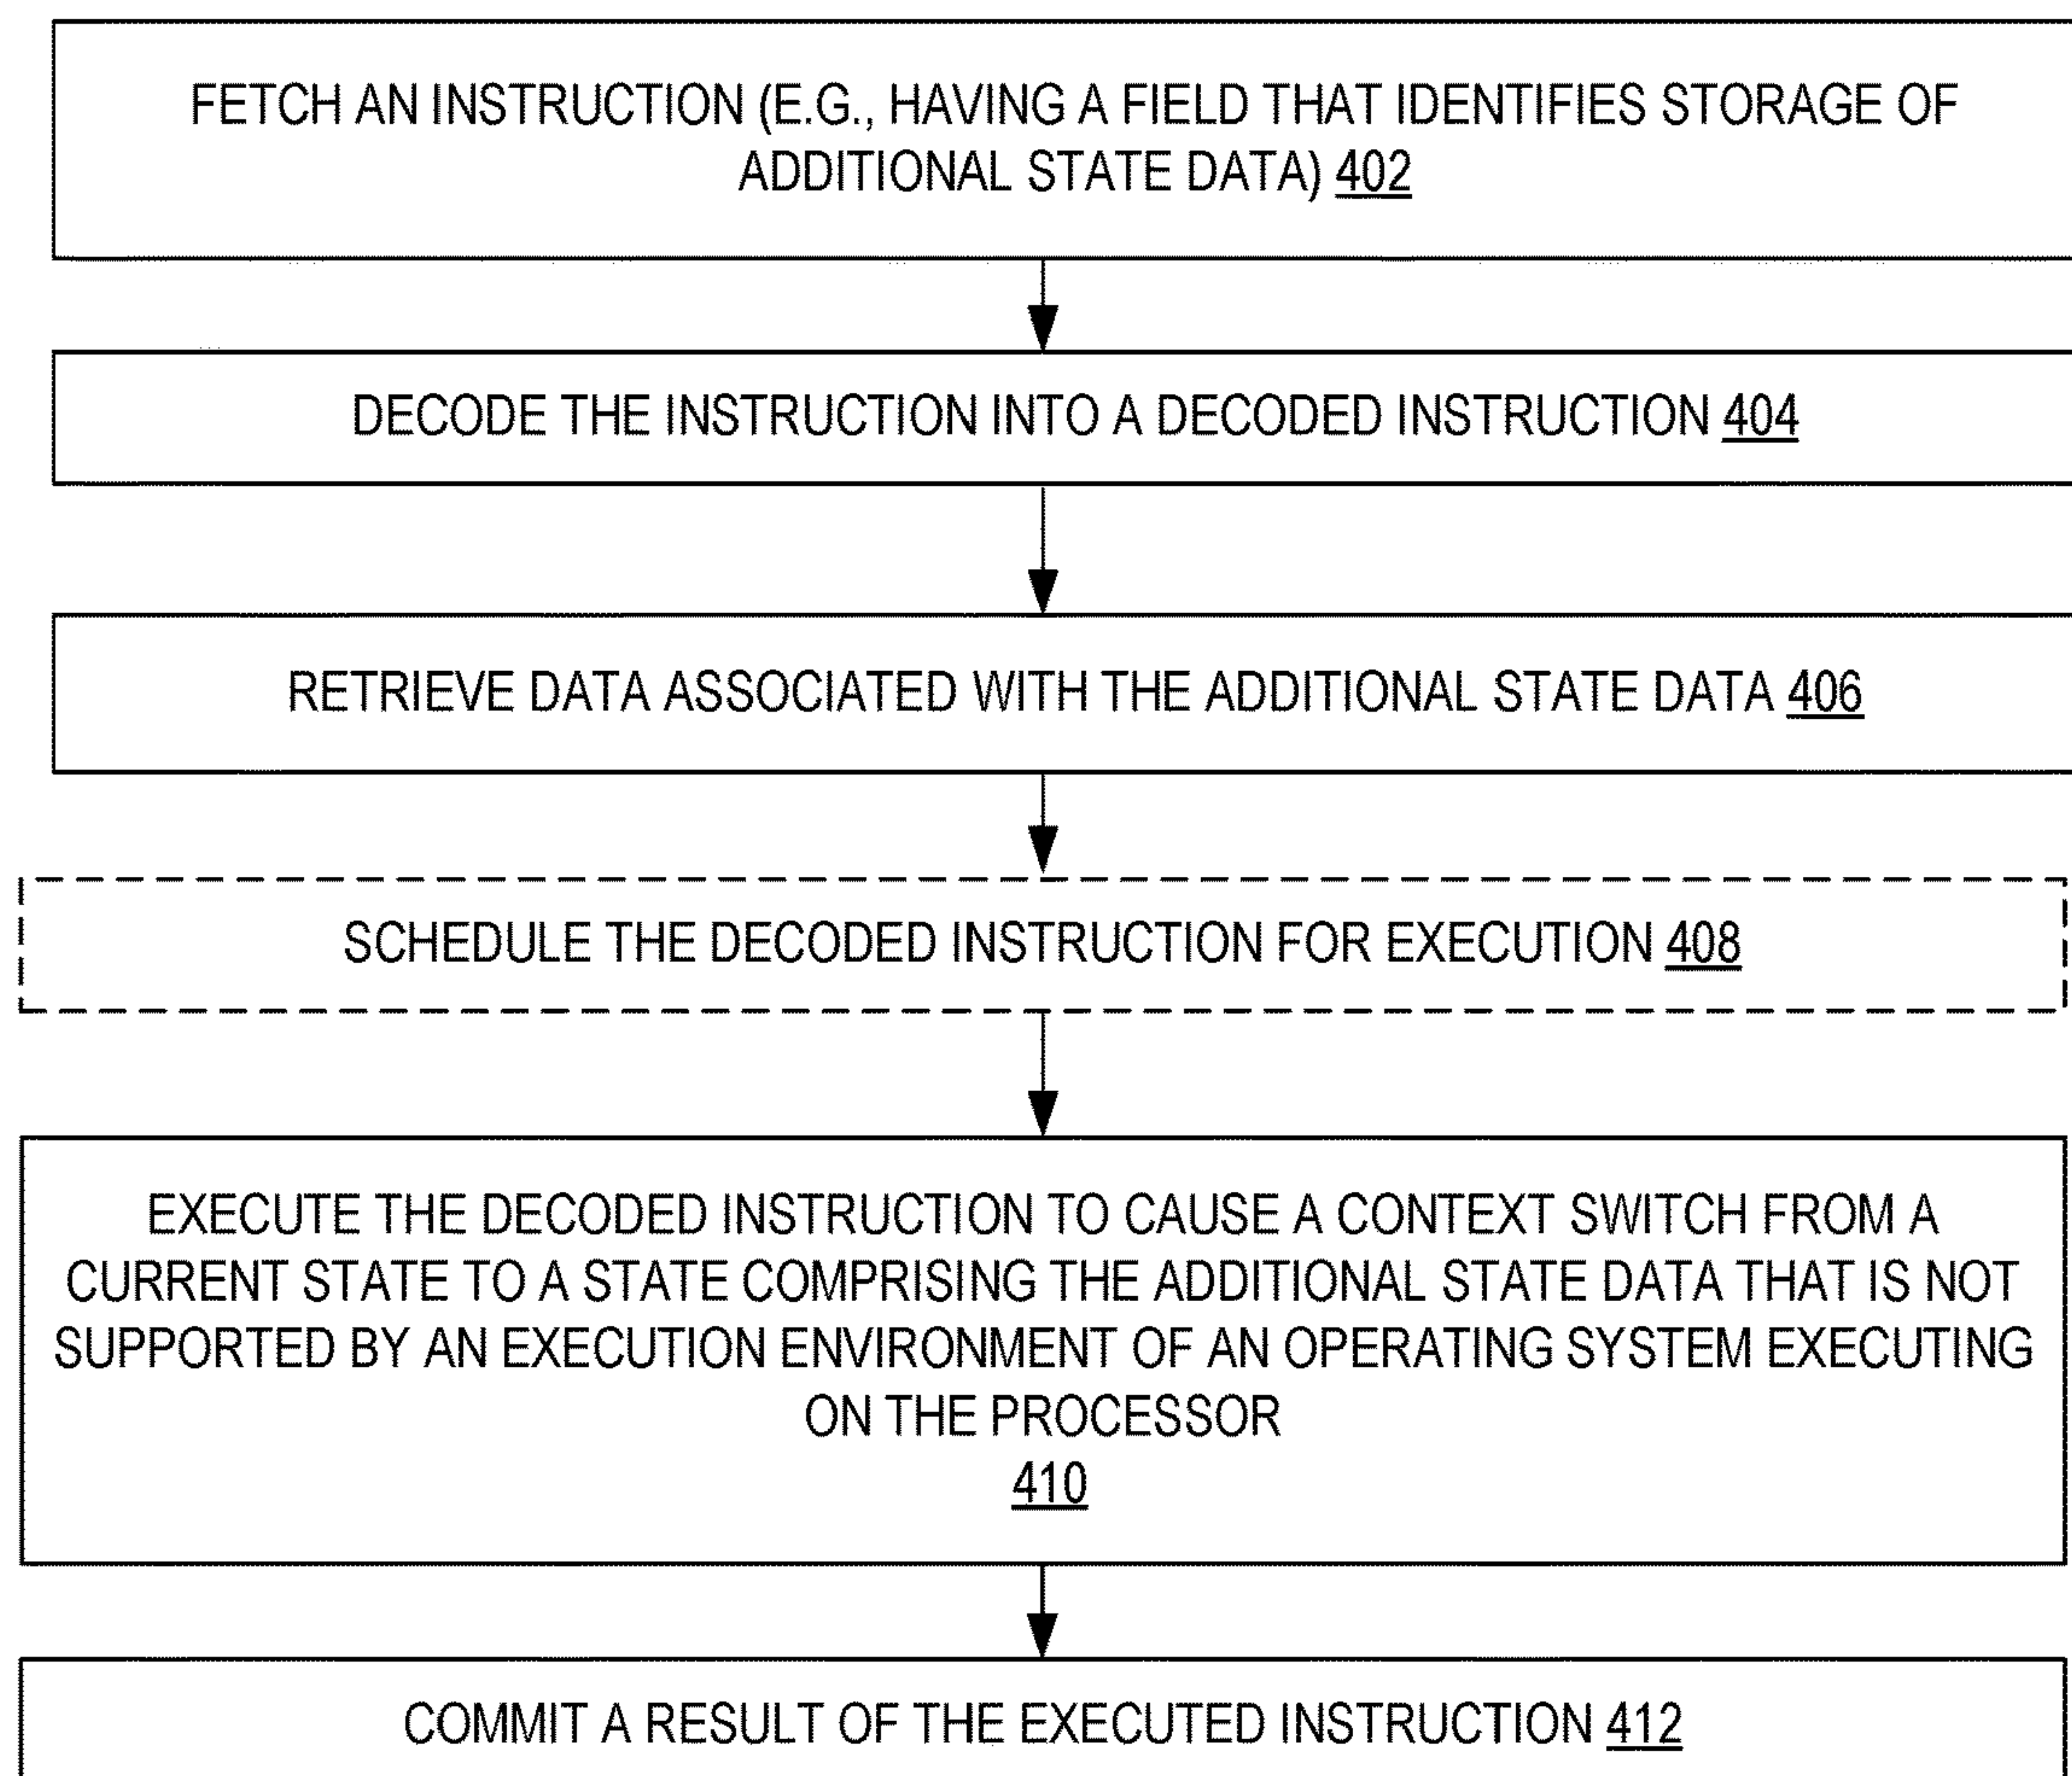 FETCH AN INSTRUCTION (E.G., HAVING A FIELD THAT IDENTIFIES STORAGE OF
ADDITIONAL STATE DATA) 402
DECODE THE INSTRUCTION INTO A DECODED INSTRUCTION 404
RETRIEVE DATA ASSOCIATED WITH THE ADDITIONAL STATE DATA 406
SCHEDULE THE DECODED INSTRUCTION FOR EXECUTION 408
EXECUTE THE DECODED INSTRUCTION TO CAUSE A CONTEXT SWITCH FROM A
CURRENT STATE TO A STATE COMPRISING THE ADDITIONAL STATE DATA THAT IS NOT
SUPPORTED BY AN EXECUTION ENVIRONMENT OF AN OPERATING SYSTEM EXECUTING
ON THE PROCESSOR
410
COMMIT A RESULT OF THE EXECUTED INSTRUCTION 412